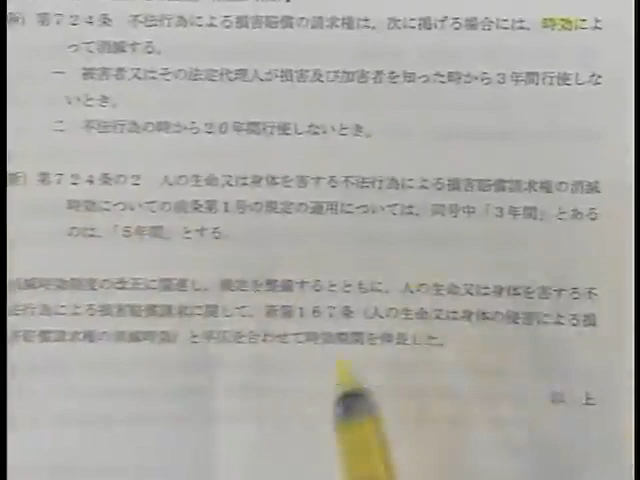 新）第７２４条　不法行為による損害賠償の請求権は、次に掲げる場合には、時効によ
って消滅する。
一　被害者又はその法定代理人が損害及び加害者を知った時から３年間行使しな
いとき。
二　不法行為の時から２０年間行使しないとき。
新）第７２４条の２　人の生命又は身体を害する不法行為による損害賠償請求権の消滅
時効についての前条第１号の規定の適用については、同号中「３年間」とある
のは、「５年間」とする。
消滅時効制度の改正に関連し、規定を整備するとともに、人の生命又は身体を害する不
法行為による損害賠償請求に関して、新第１６７条（人の生命又は身体の侵害による損
害賠償請求権の消滅時効）と平仄を合わせて時効期間を伸長した。
以　上